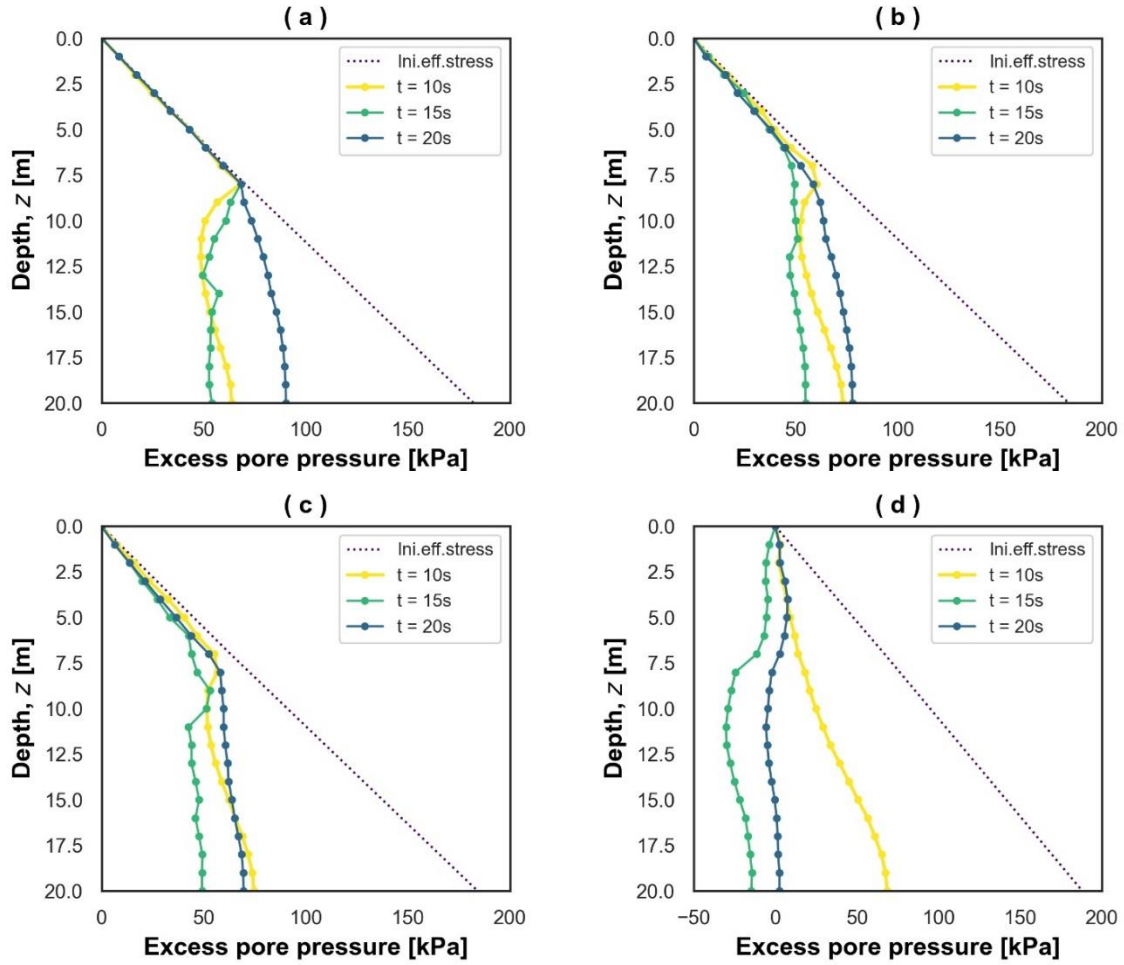 ( a )
0.0
2.5
5.0
7.5
10.0
12.5
15.0
17.5
20.0
Depth, z [m]
Ini.eff.stress
t = 10s
t = 15s
t = 20s
0
50
100
150
200
Excess pore pressure [kPa]
( b )
0.0
2.5
5.0
7.5
10.0
12.5
15.0
17.5
20.0
Depth, z [m]
Ini.eff.stress
t = 10s
t = 15s
t = 20s
0
50
100
150
200
Excess pore pressure [kPa]
( c )
0.0
2.5
5.0
7.5
10.0
12.5
15.0
17.5
20.0
Depth, z [m]
Ini.eff.stress
t = 10s
t = 15s
t = 20s
0
50
100
150
200
Excess pore pressure [kPa]
( d )
0.0
2.5
5.0
7.5
10.0
12.5
15.0
17.5
20.0
Depth, z [m]
Ini.eff.stress
t = 10s
t = 15s
t = 20s
−50
0
50
100
150
200
Excess pore pressure [kPa]